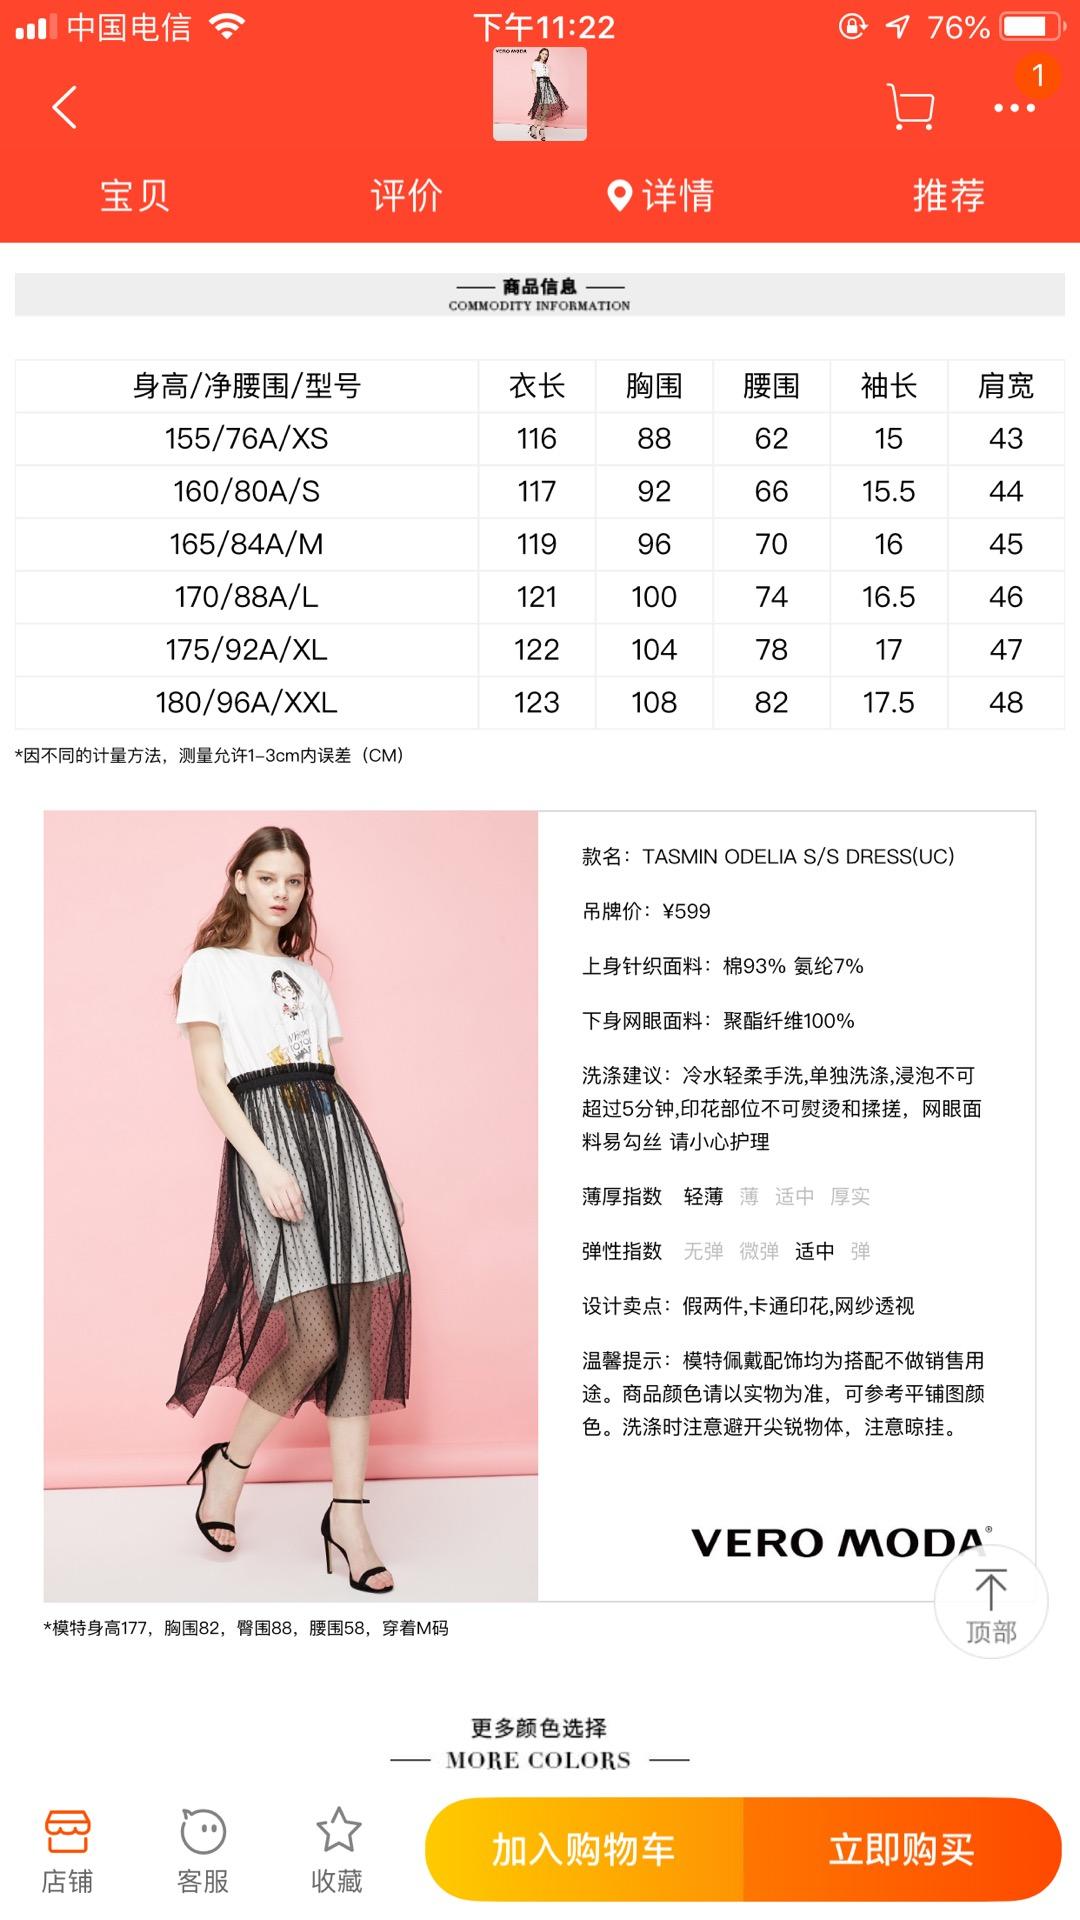 中国电信
下午11:22
76%
VERO MODA
1
宝贝
评价
详情
推荐
商品信息
COMMODITY INFORMATION
身高/净腰围/型号 衣长 胸围 腰围 袖长 肩宽
155/76A/XS 116 88 62 15 43
160/80A/S 117 92 66 15.5 44
165/84A/M 119 96 70 16 45
170/88A/L 121 100 74 16.5 46
175/92A/XL 122 104 78 17 47
180/96A/XXL 123 108 82 17.5 48
*因不同的计量方法，测量允许1-3cm内误差（CM）
款名：TASMIN ODELIA S/S DRESS(UC)
吊牌价：¥599
上身针织面料：棉93% 氨纶7%
下身网眼面料：聚酯纤维100%
洗涤建议：冷水轻柔手洗,单独洗涤,浸泡不可
超过5分钟,印花部位不可熨烫和揉搓，网眼面
料易勾丝 请小心护理
薄厚指数 轻薄 薄 适中 厚实
弹性指数 无弹 微弹 适中 弹
设计卖点：假两件,卡通印花,网纱透视
温馨提示：模特佩戴配饰均为搭配不做销售用
途。商品颜色请以实物为准，可参考平铺图颜
色。洗涤时注意避开尖锐物体，注意晾挂。
VERO MODA®
顶部
*模特身高177，胸围82，臀围88，腰围58，穿着M码
更多颜色选择
MORE COLORS
店铺
客服
收藏
加入购物车
立即购买